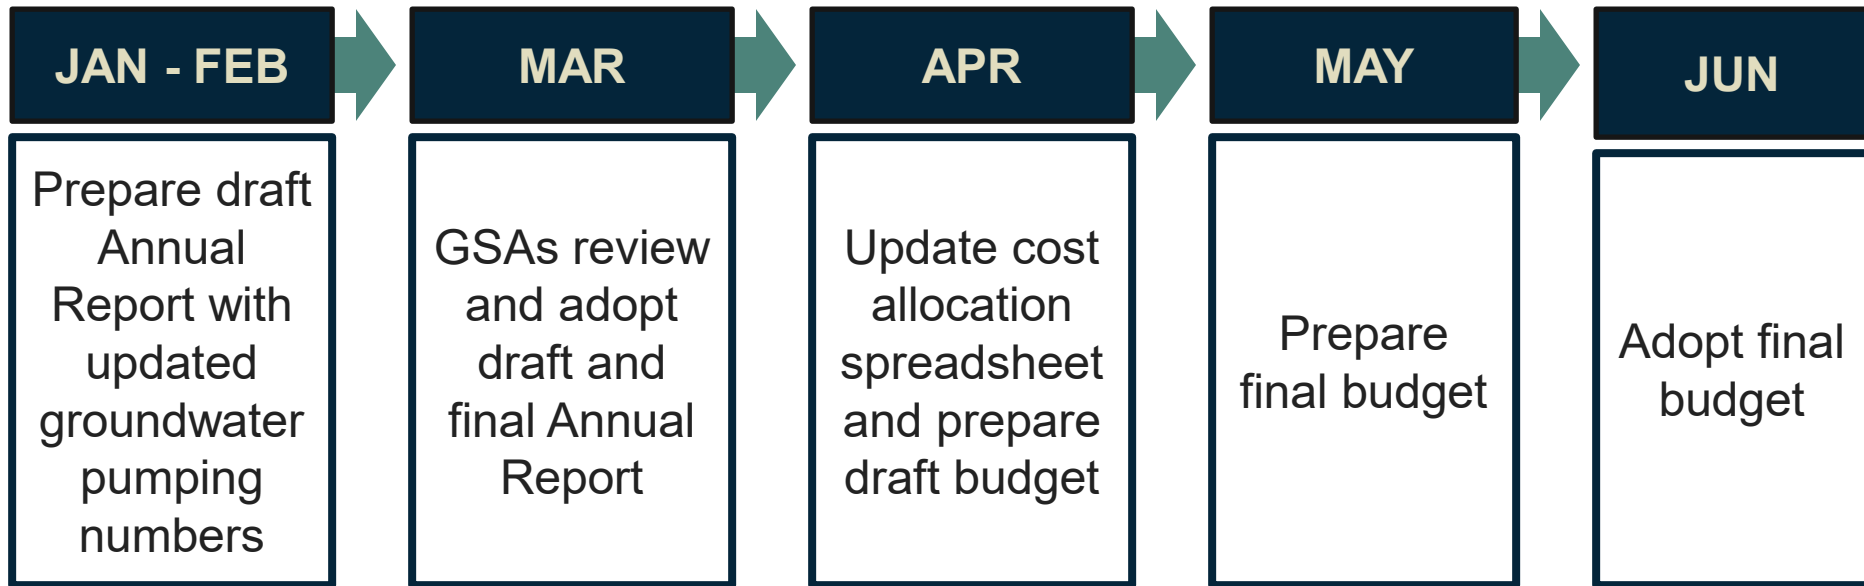 JAN - FEB
Prepare draft
Annual
Report with
updated
groundwater
pumping
numbers
MAR
GSAs review
and adopt
draft and
final Annual
Report
APR
Update cost
allocation
spreadsheet
and prepare
draft budget
MAY
Prepare
final budget
JUN
Adopt final
budget